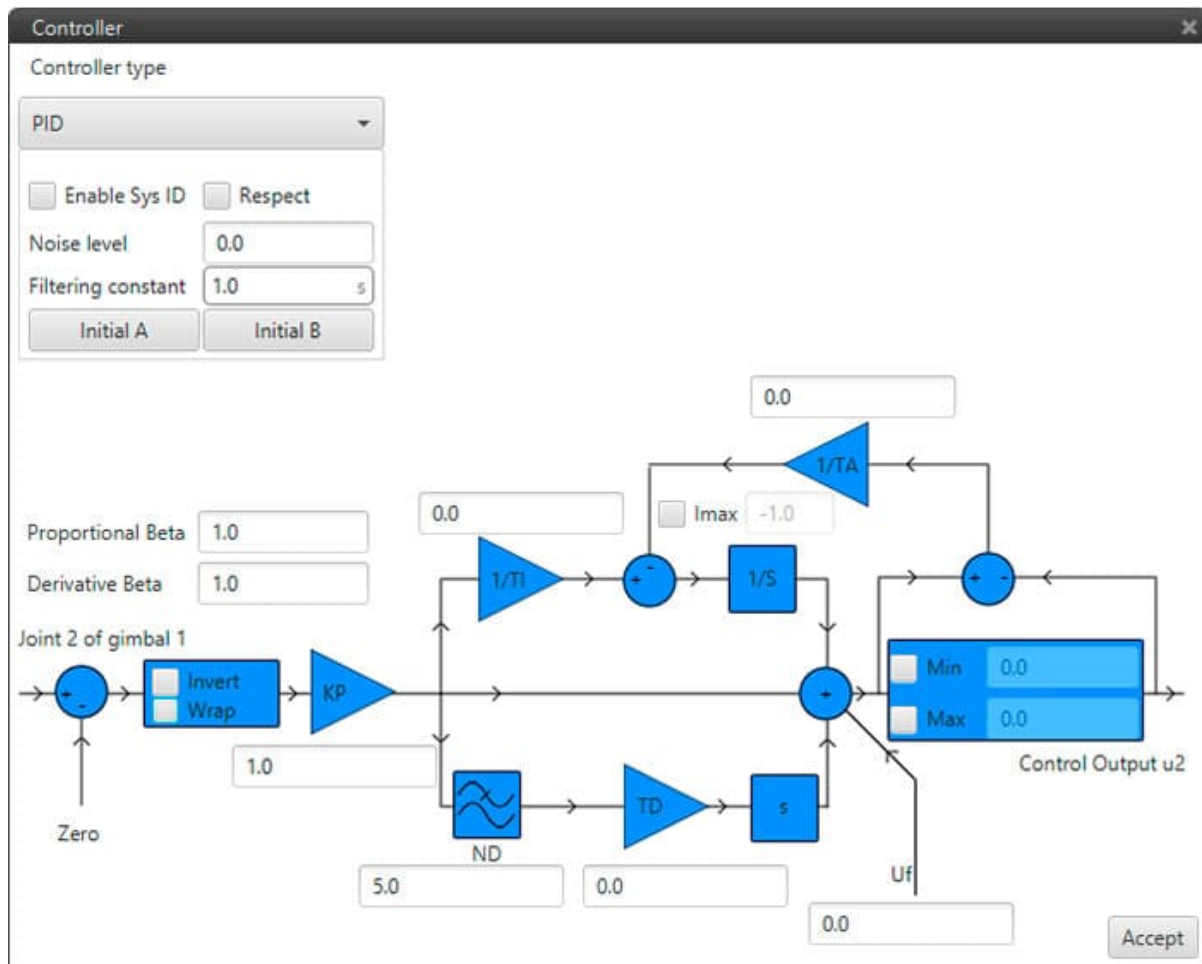 Controller
Controller type
PID
Enable Sys ID Respect
Noise level 0.0
Filtering constant 1.0 s
Initial A Initial B
0.0
1/TA
0.0
Imax -1.0
Proportional Beta 1.0
Derivative Beta 1.0
1/TI + - 1/S + -
Joint 2 of gimbal 1
+ - Invert Wrap KP + Min 0.0
Max 0.0
1.0
Control Output u2
Zero
TD s
ND
Uf
5.0 0.0
0.0
Accept